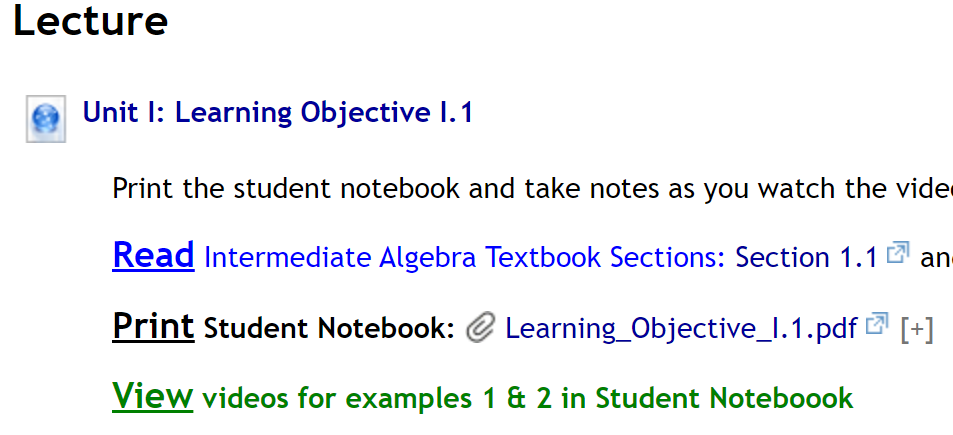 Lecture
Unit I: Learning Objective I.1
Print the student notebook and take notes as you watch the vide
Read Intermediate Algebra Textbook Sections: Section 1.1 an
Print Student Notebook: Learning_Objective_I.1.pdf [+]
View videos for examples 1 & 2 in Student Noteboook